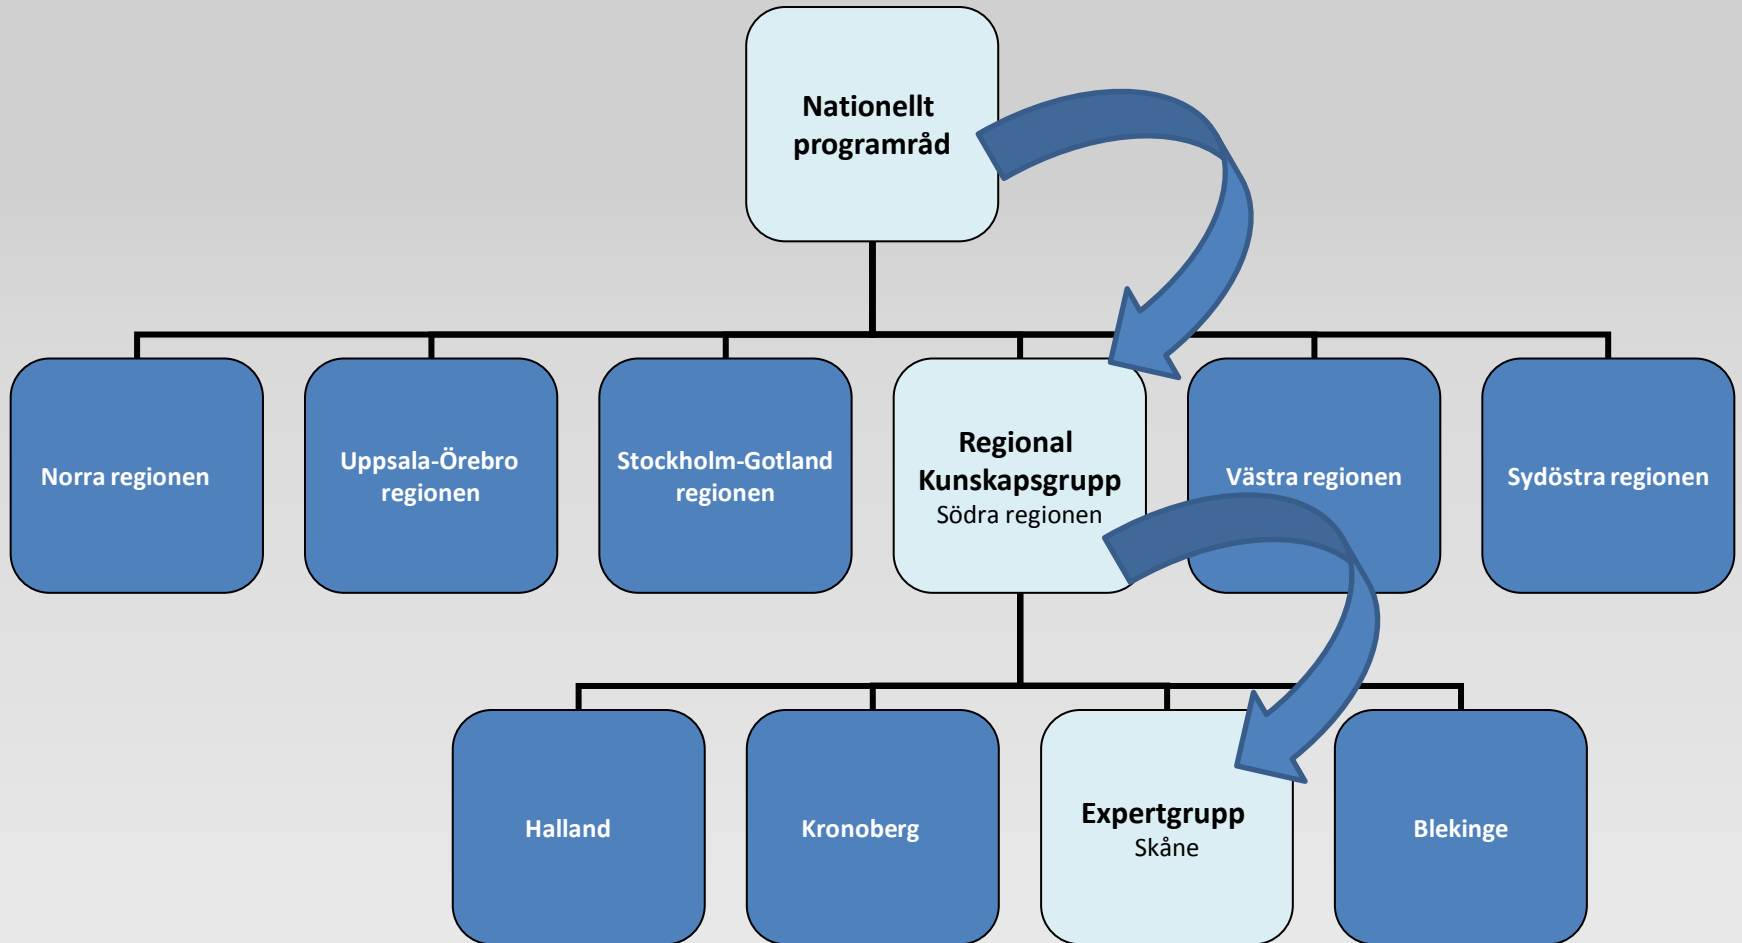 Nationellt
programråd
Norra regionen
Uppsala-Örebro
regionen
Stockholm-Gotland
regionen
Regional
Kunskapsgrupp
Södra regionen
Västra regionen
Sydöstra regionen
Halland
Kronoberg
Expertgrupp
Skåne
Blekinge